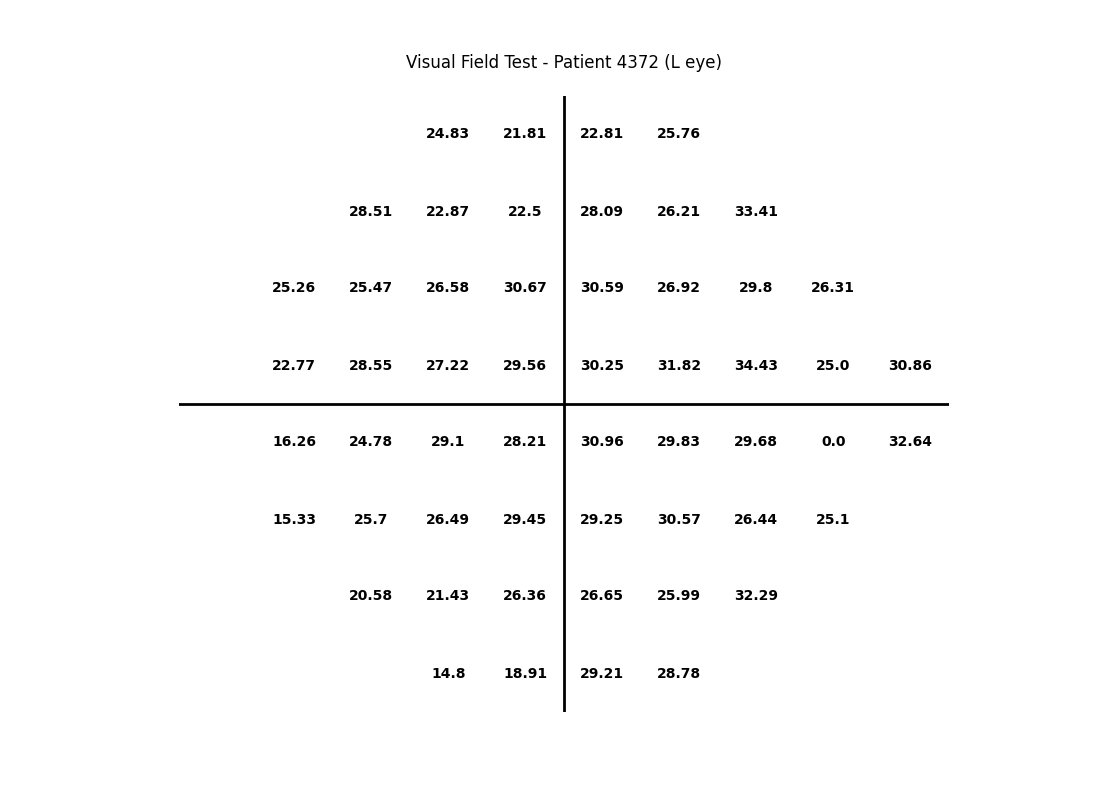 Visual Field Test - Patient 4372 (L eye)
24.83 21.81 22.81 25.76
28.51 22.87 22.5 28.09 26.21 33.41
25.26 25.47 26.58 30.67 30.59 26.92 29.8 26.31
22.77 28.55 27.22 29.56 30.25 31.82 34.43 25.0 30.86
16.26 24.78 29.1 28.21 30.96 29.83 29.68 0.0 32.64
15.33 25.7 26.49 29.45 29.25 30.57 26.44 25.1
20.58 21.43 26.36 26.65 25.99 32.29
14.8 18.91 29.21 28.78